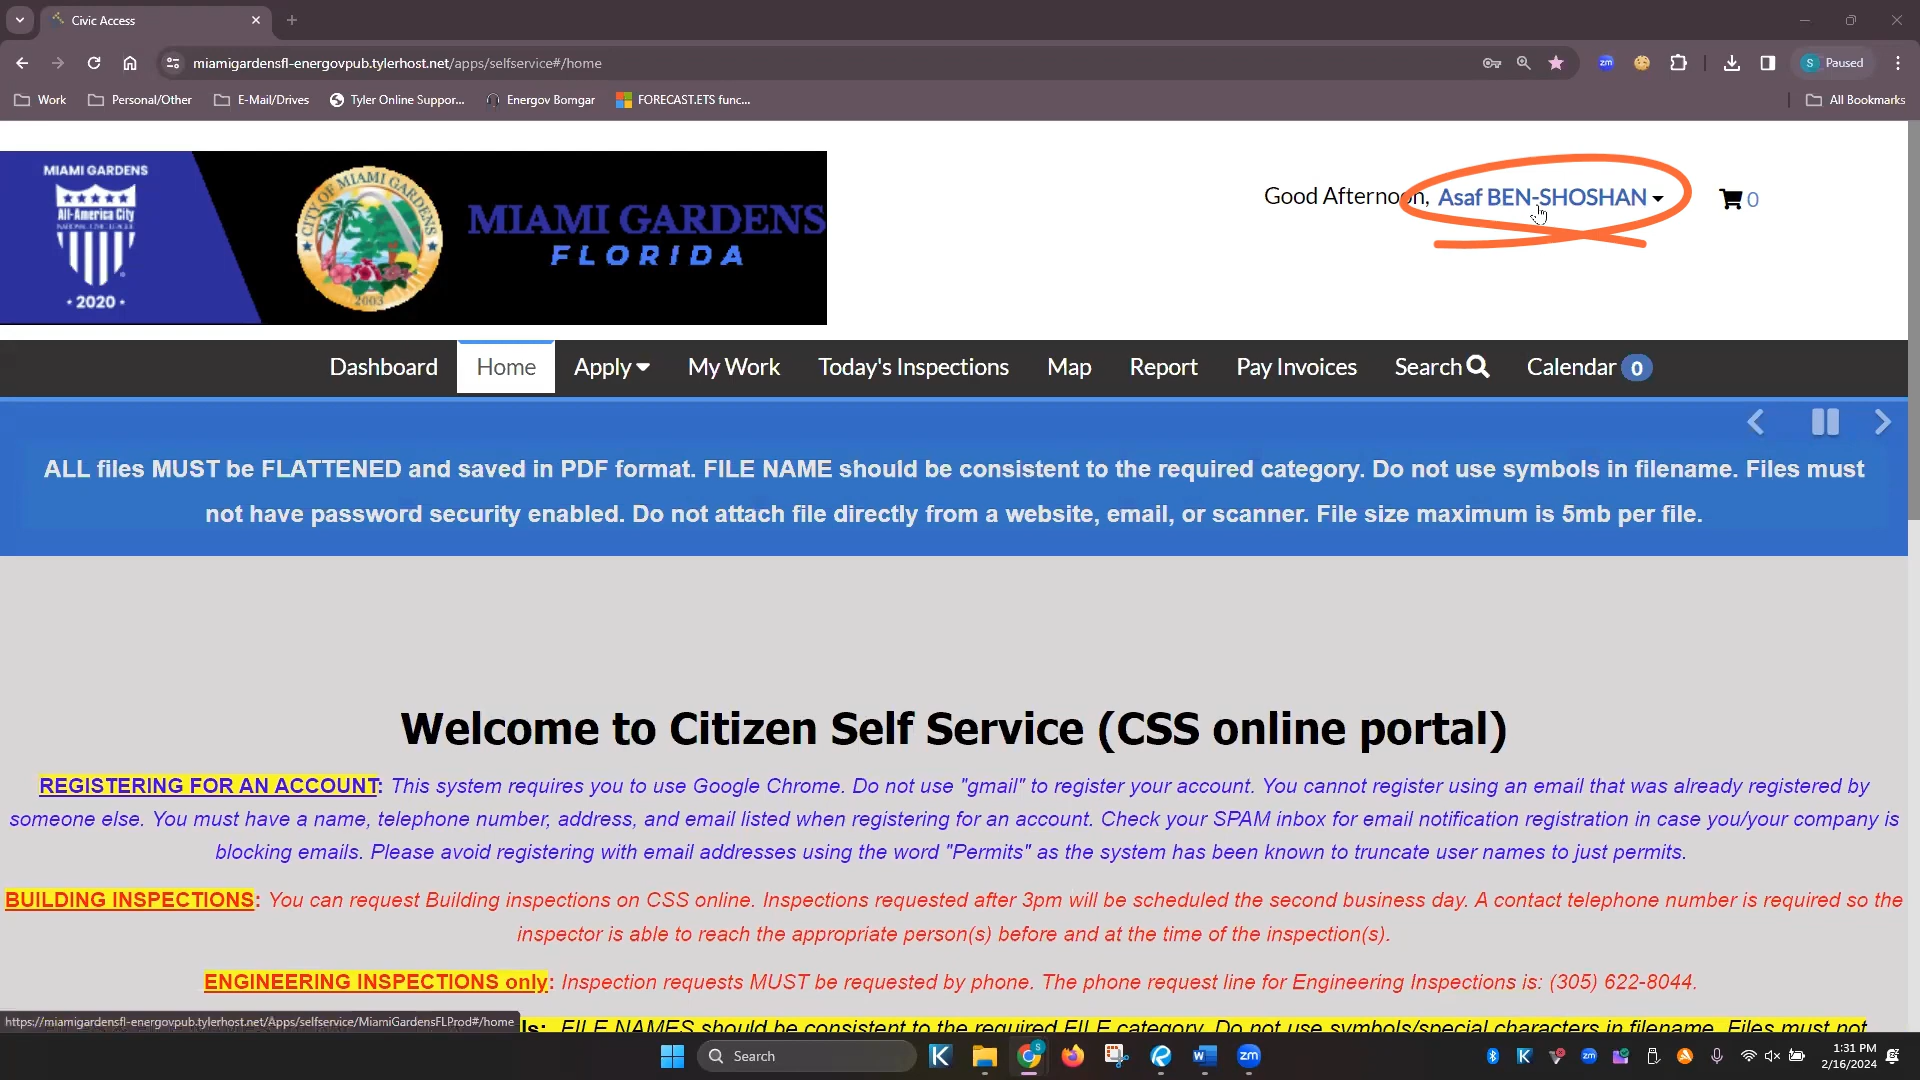 Civic Access
miamigardensfl-energovpub.tylerhost.net/apps/selfservice#/home
zm
S Paused
Work Personal/Other E-Mail/Drives Tyler Online Suppor... Energov Bomgar FORECAST.ETS func... All Bookmarks
MIAMI GARDENS
All-America City
NATIONAL CIVIC LEAGUE
• 2020 •
CITY OF MIAMI GARDENS
2003
MIAMI GARDENS
FLORIDA
Good Afternoon, Asaf BEN-SHOSHAN 0
Dashboard Home Apply My Work Today's Inspections Map Report Pay Invoices Search Calendar 0
ALL files MUST be FLATTENED and saved in PDF format. FILE NAME should be consistent to the required category. Do not use symbols in filename. Files must
not have password security enabled. Do not attach file directly from a website, email, or scanner. File size maximum is 5mb per file.
Welcome to Citizen Self Service (CSS online portal)
REGISTERING FOR AN ACCOUNT: This system requires you to use Google Chrome. Do not use "gmail" to register your account. You cannot register using an email that was already registered by
someone else. You must have a name, telephone number, address, and email listed when registering for an account. Check your SPAM inbox for email notification registration in case you/your company is
blocking emails. Please avoid registering with email addresses using the word "Permits" as the system has been known to truncate user names to just permits.
BUILDING INSPECTIONS: You can request Building inspections on CSS online. Inspections requested after 3pm will be scheduled the second business day. A contact telephone number is required so the
inspector is able to reach the appropriate person(s) before and at the time of the inspection(s).
ENGINEERING INSPECTIONS only: Inspection requests MUST be requested by phone. The phone request line for Engineering Inspections is: (305) 622-8044.
https://miamigardensfl-energovpub.tylerhost.net/Apps/selfservice/MiamiGardensFLProd#/home
ls: FILE NAMES should be consistent to the required FILE category. Do not use symbols/special characters in filename. Files must not
Search
K
S
W
zm
K
zm
1:31 PM
2/16/2024